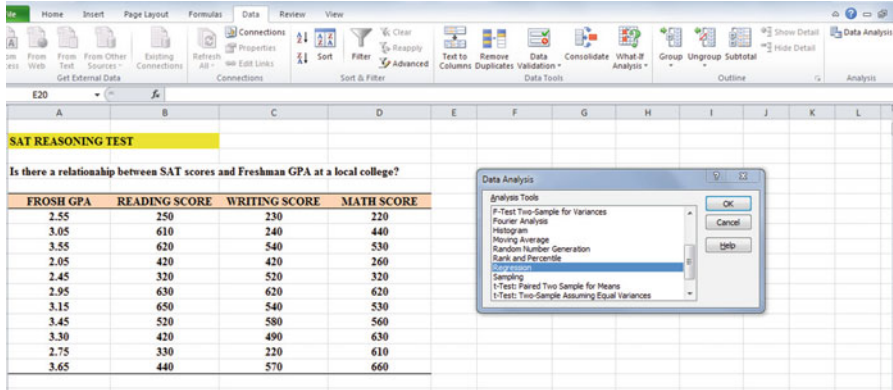 File Home Insert Page Layout Formulas Data Review View
Connections Clear Show Detail Data Analysis
Properties Reapply Hide Detail
From Web From Text From Other Sources Existing Connections Refresh All Edit Links Sort Filter Advanced Text to Columns Remove Duplicates Data Validation Consolidate What-If Analysis Group Ungroup Subtotal
Get External Data Connections Sort & Filter Data Tools Outline Analysis
E20 fx
A B C D E F G H I J K L
SAT REASONING TEST
Is there a relationahip between SAT scores and Freshman GPA at a local college?
FROSH GPA READING SCORE WRITING SCORE MATH SCORE
2.55 250 230 220
3.05 610 240 440
3.55 620 540 530
2.05 420 420 260
2.45 320 520 320
2.95 630 620 620
3.15 650 540 530
3.45 520 580 560
3.30 420 490 630
2.75 330 220 610
3.65 440 570 660
Data Analysis
Analysis Tools
F-Test Two-Sample for Variances
Fourier Analysis
Histogram
Moving Average
Random Number Generation
Rank and Percentile
Regression
Sampling
t-Test: Paired Two Sample for Means
t-Test: Two-Sample Assuming Equal Variances
OK
Cancel
Help